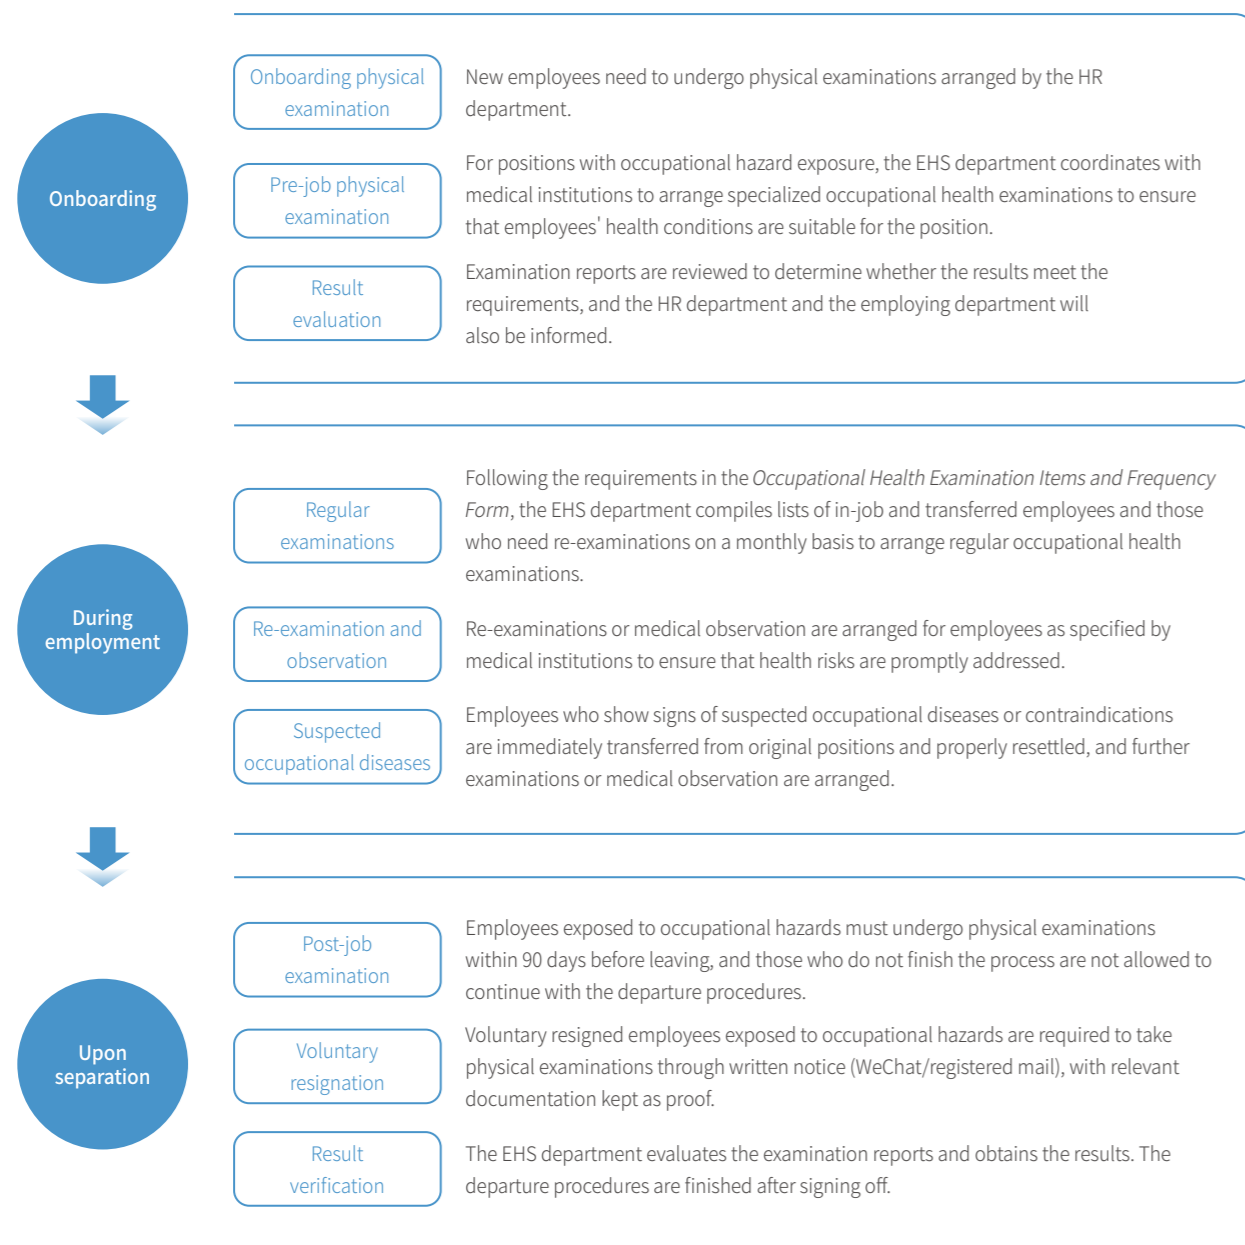 Onboarding
Onboarding physical
examination
New employees need to undergo physical examinations arranged by the HR
department.
Pre-job physical
examination
For positions with occupational hazard exposure, the EHS department coordinates with
medical institutions to arrange specialized occupational health examinations to ensure
that employees' health conditions are suitable for the position.
Result
evaluation
Examination reports are reviewed to determine whether the results meet the
requirements, and the HR department and the employing department will
also be informed.
During
employment
Regular
examinations
Following the requirements in the Occupational Health Examination Items and Frequency
Form, the EHS department compiles lists of in-job and transferred employees and those
who need re-examinations on a monthly basis to arrange regular occupational health
examinations.
Re-examination and
observation
Re-examinations or medical observation are arranged for employees as specified by
medical institutions to ensure that health risks are promptly addressed.
Suspected
occupational diseases
Employees who show signs of suspected occupational diseases or contraindications
are immediately transferred from original positions and properly resettled, and further
examinations or medical observation are arranged.
Upon
separation
Post-job
examination
Employees exposed to occupational hazards must undergo physical examinations
within 90 days before leaving, and those who do not finish the process are not allowed to
continue with the departure procedures.
Voluntary
resignation
Voluntary resigned employees exposed to occupational hazards are required to take
physical examinations through written notice (WeChat/registered mail), with relevant
documentation kept as proof.
Result
verification
The EHS department evaluates the examination reports and obtains the results. The
departure procedures are finished after signing off.